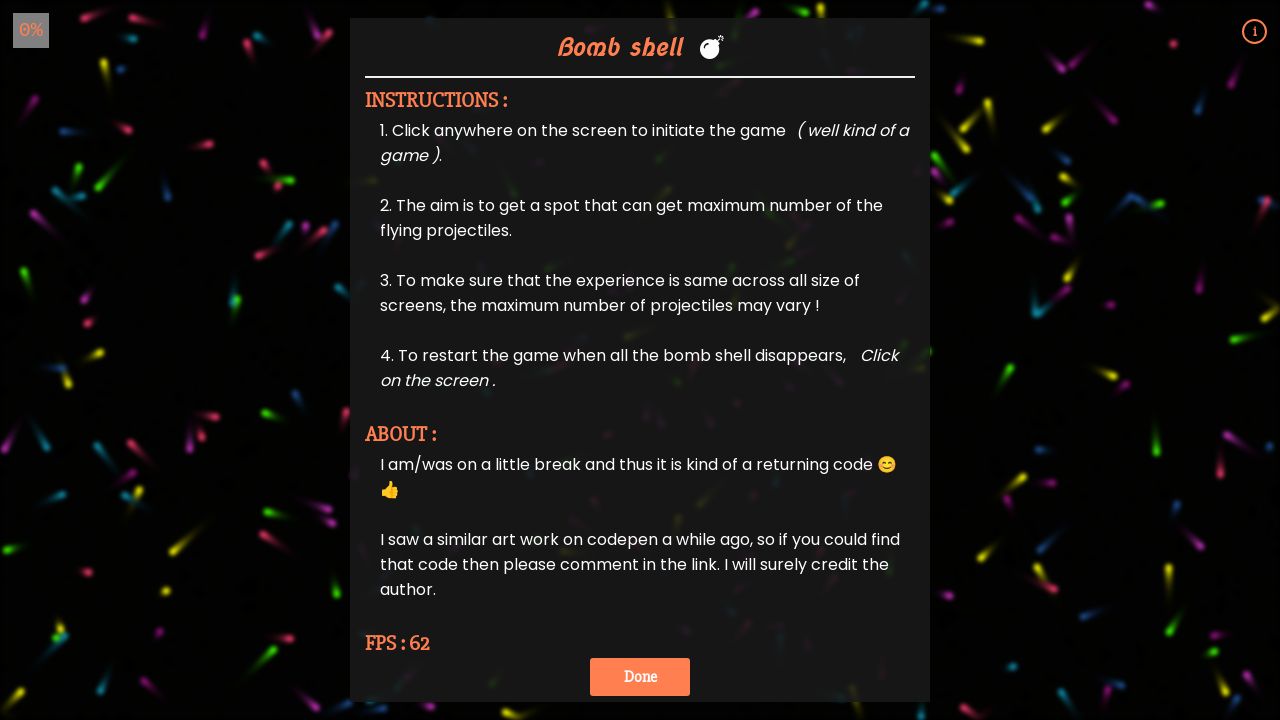 0%
i
Bomb shell 💣
INSTRUCTIONS :
1. Click anywhere on the screen to initiate the game ( well kind of a
game ).
2. The aim is to get a spot that can get maximum number of the
flying projectiles.
3. To make sure that the experience is same across all size of
screens, the maximum number of projectiles may vary !
4. To restart the game when all the bomb shell disappears, Click
on the screen .
ABOUT :
I am/was on a little break and thus it is kind of a returning code 😊
👍
I saw a similar art work on codepen a while ago, so if you could find
that code then please comment in the link. I will surely credit the
author.
FPS : 62
Done